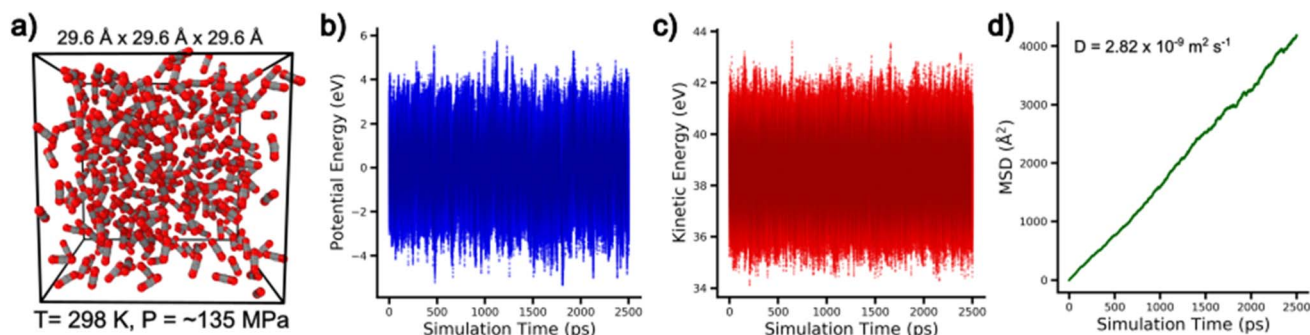 a)
29.6 Å x 29.6 Å x 29.6 Å
T= 298 K, P = ~135 MPa
b)
Potential Energy (eV)
6
4
2
0
−2
−4
0 500 1000 1500 2000 2500
Simulation Time (ps)
c)
Kinetic Energy (eV)
44
42
40
38
36
34
0 500 1000 1500 2000 2500
Simulation Time (ps)
d)
D = 2.82 x 10⁻⁹ m² s⁻¹
MSD (Å²)
4000
3000
2000
1000
0
0 500 1000 1500 2000 2500
Simulation Time (ps)